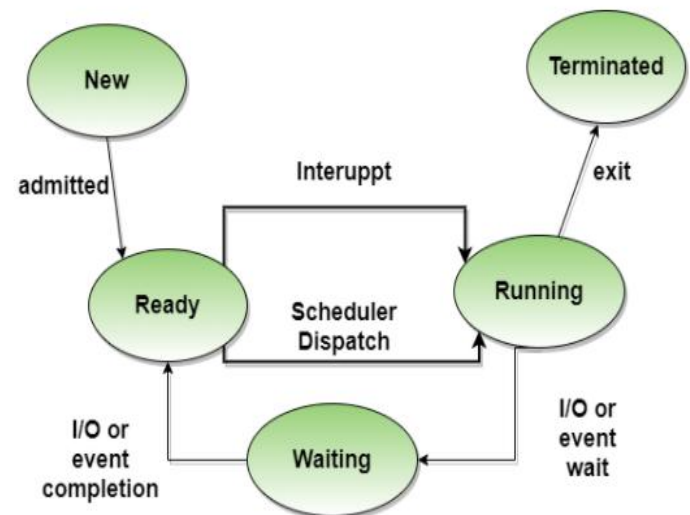 New
Terminated
admitted
Interuppt
exit
Ready
Scheduler
Dispatch
Running
I/O or
event
completion
Waiting
I/O or
event
wait